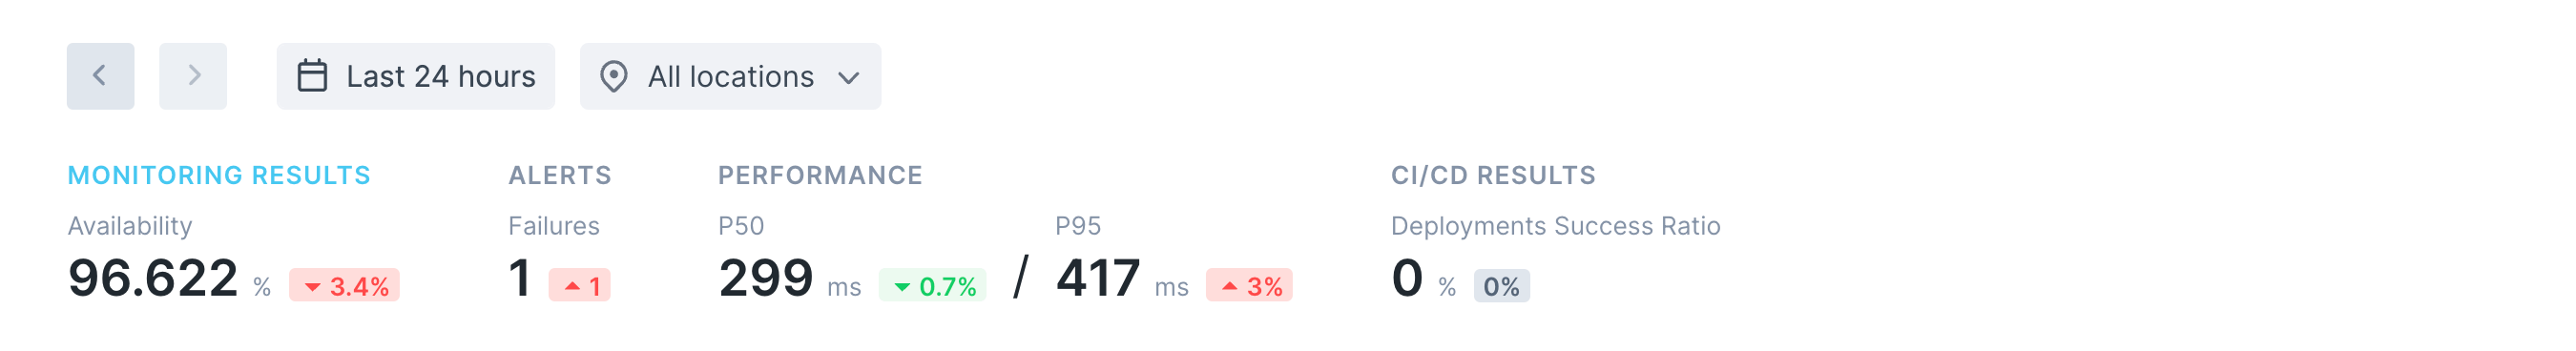 Last 24 hours All locations
MONITORING RESULTS ALERTS PERFORMANCE CI/CD RESULTS
Availability Failures P50 P95 Deployments Success Ratio
96.622 % 3.4% 1 1 299 ms 0.7% / 417 ms 3% 0 % 0%